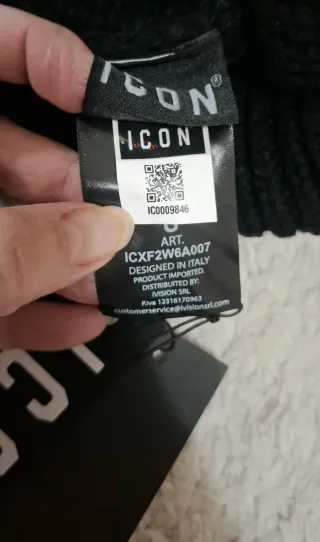 ICON®
ICON
IC0009846
ART.
ICXF2W6A007
DESIGNED IN ITALY
PRODUCT IMPORTED.
DISTRIBUTED BY:
IVISION SRL
P.iva 12316170963
customerservice@ivisionsrl.com